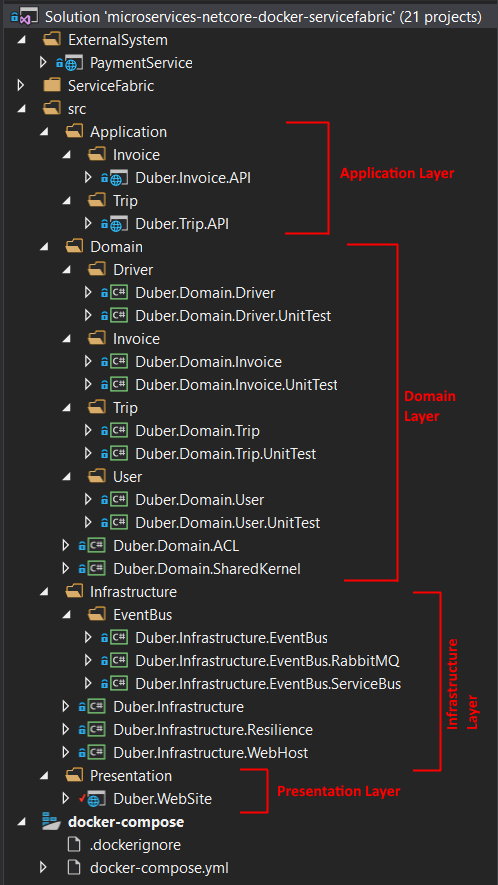 Solution 'microservices-netcore-docker-servicefabric' (21 projects)
ExternalSystem
PaymentService
ServiceFabric
src
Application
Invoice
Duber.Invoice.API
Trip
Duber.Trip.API
Application Layer
Domain
Driver
Duber.Domain.Driver
Duber.Domain.Driver.UnitTest
Invoice
Duber.Domain.Invoice
Duber.Domain.Invoice.UnitTest
Trip
Duber.Domain.Trip
Duber.Domain.Trip.UnitTest
User
Duber.Domain.User
Duber.Domain.User.UnitTest
Duber.Domain.ACL
Duber.Domain.SharedKernel
Domain
Layer
Infrastructure
EventBus
Duber.Infrastructure.EventBus
Duber.Infrastructure.EventBus.RabbitMQ
Duber.Infrastructure.EventBus.ServiceBus
Duber.Infrastructure
Duber.Infrastructure.Resilience
Duber.Infrastructure.WebHost
Infrastructure
Layer
Presentation
Duber.WebSite
Presentation Layer
docker-compose
.dockerignore
docker-compose.yml